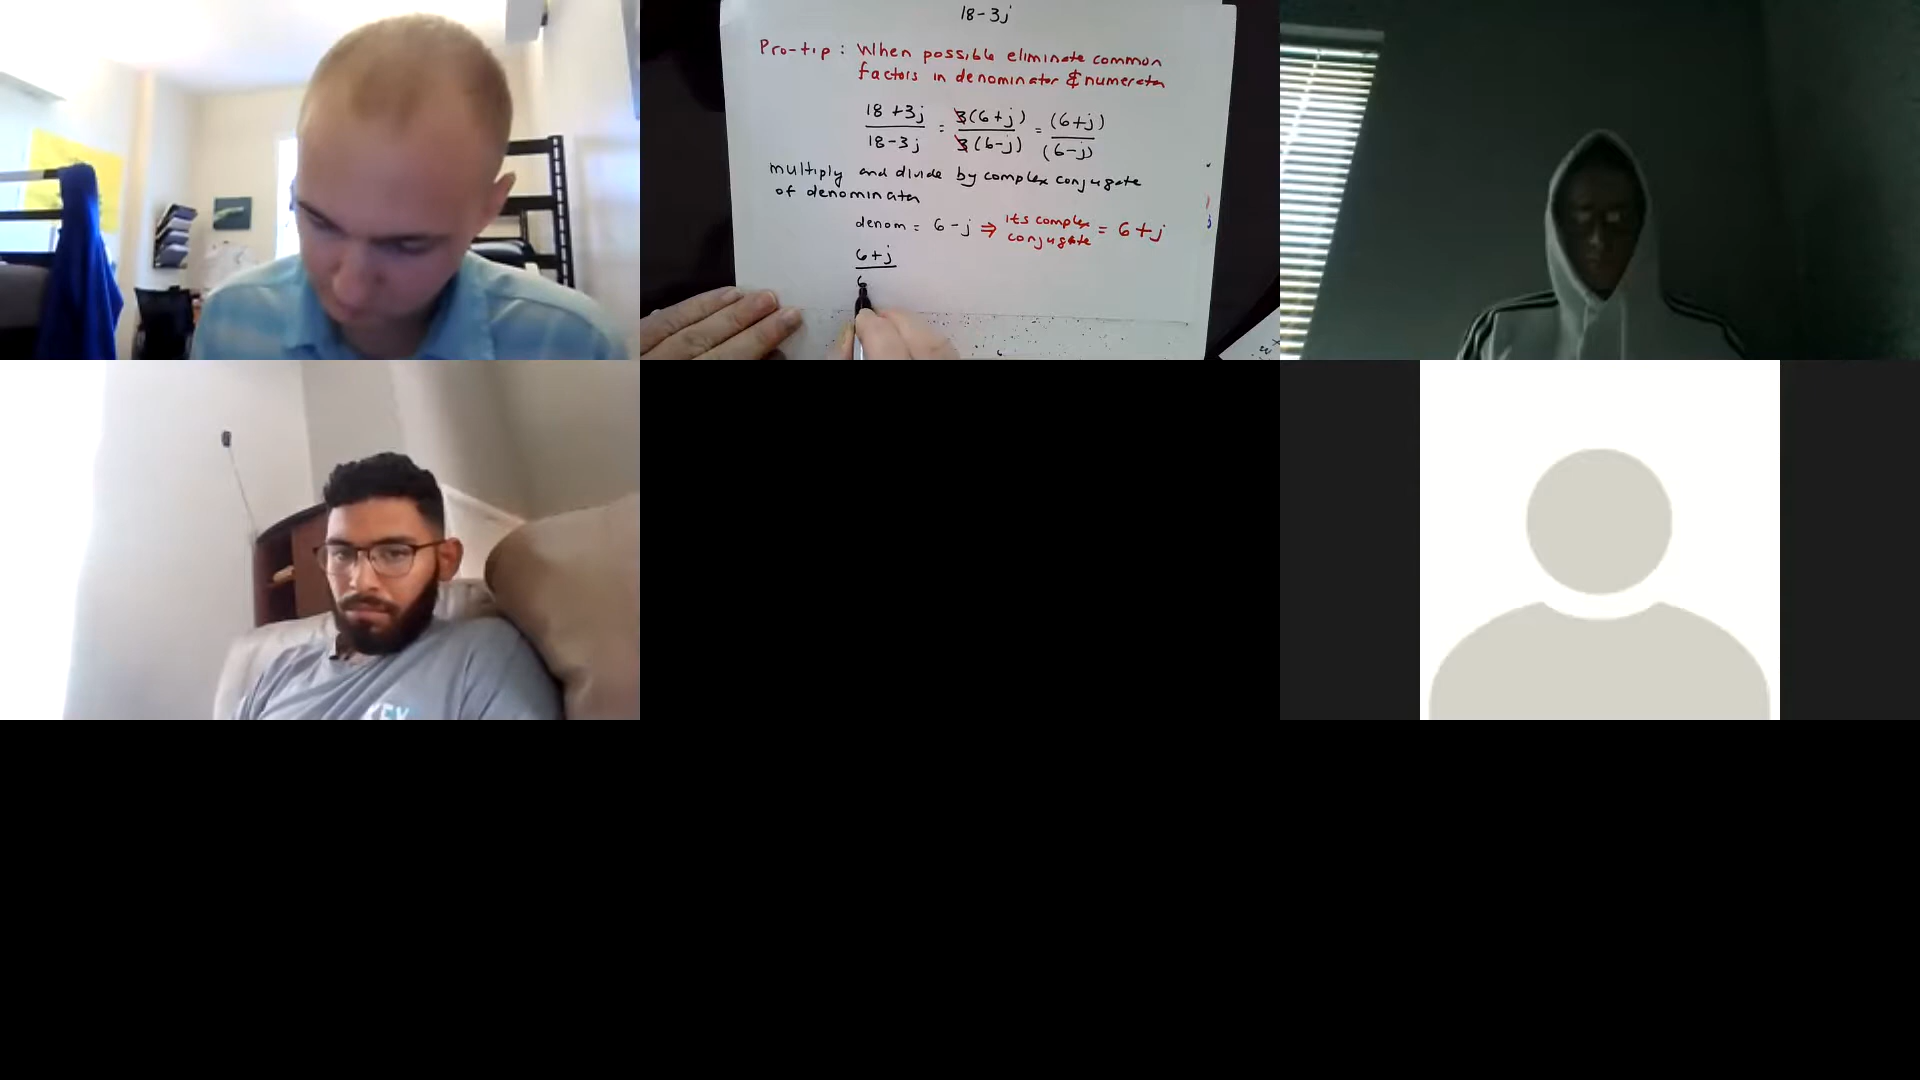 18-3j
Pro-tip: When possible eliminate common
factors in denominator & numerator
18+3j / 18-3j = 3(6+j) / 3(6-j) = (6+j) / (6-j)
multiply and divide by complex conjugate
of denominator
denom = 6-j ⇒ its complex conjugate = 6+j
6+j
6